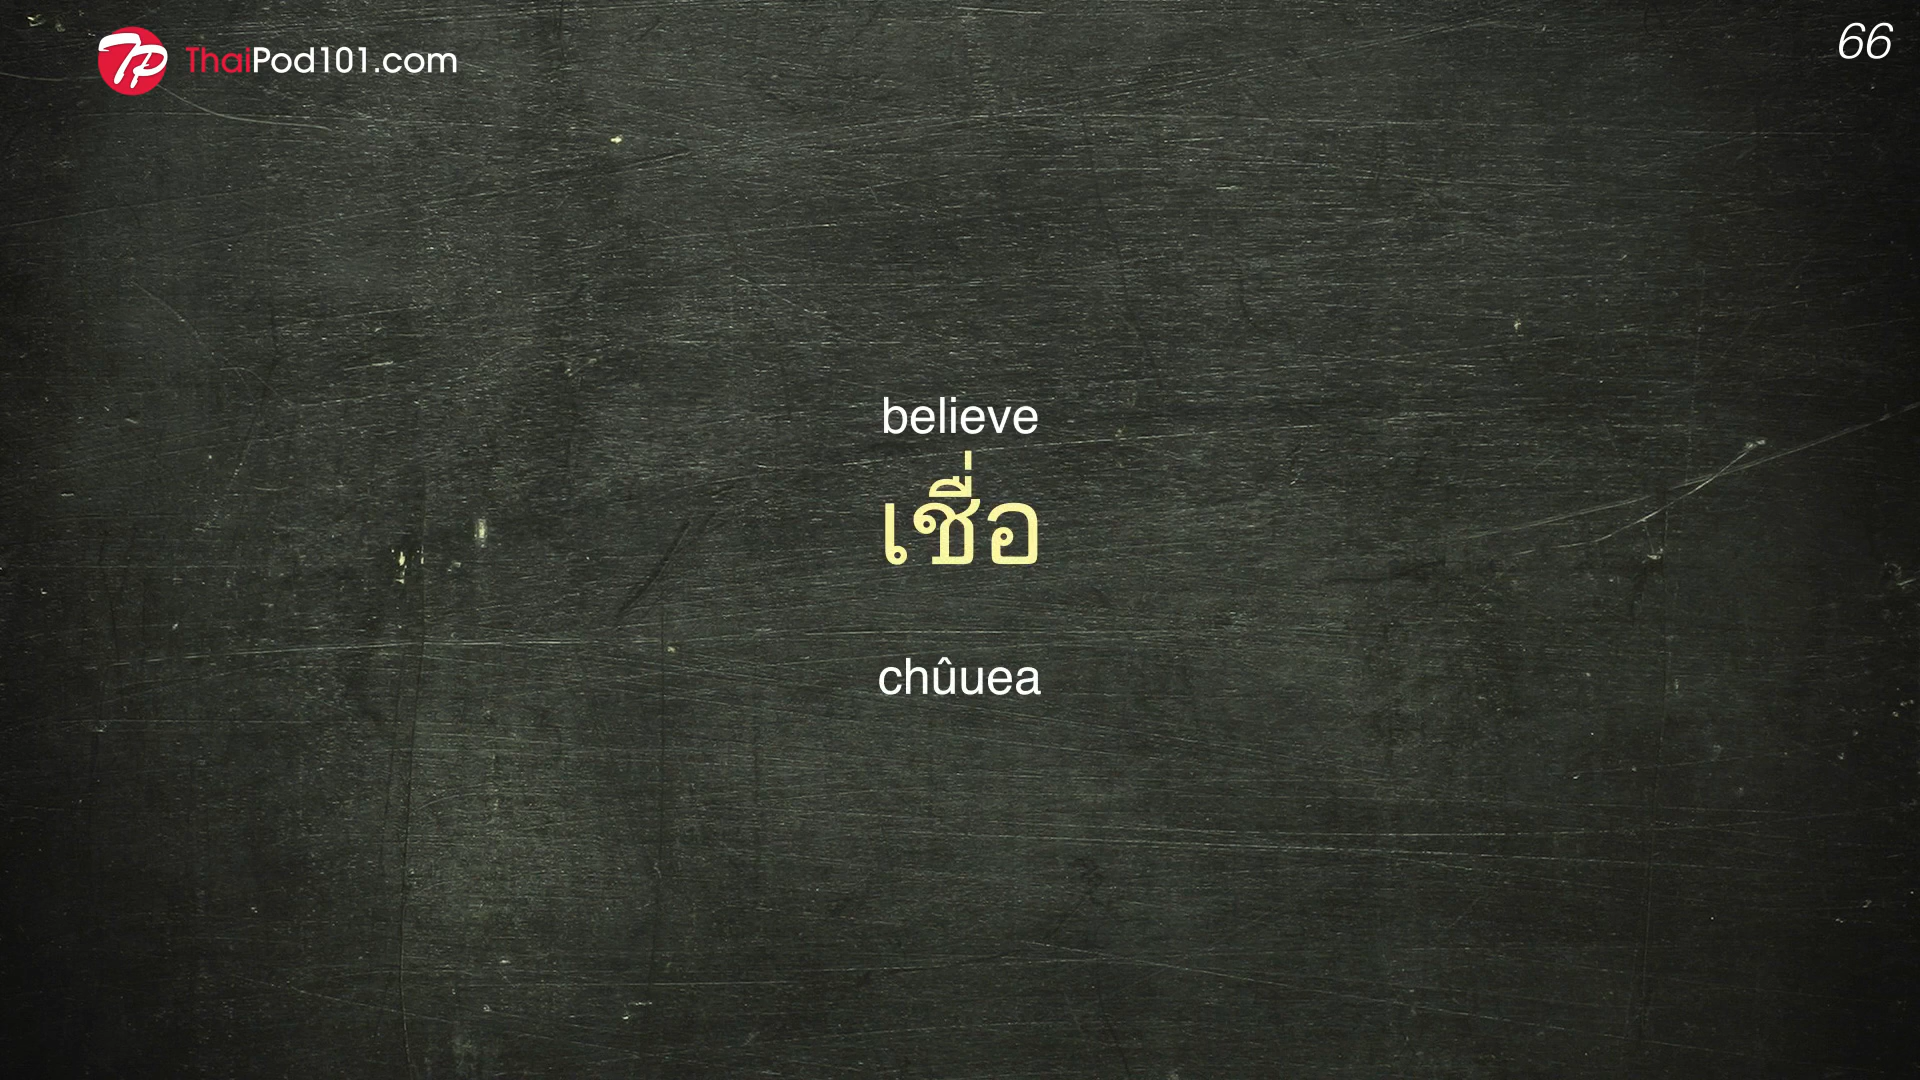 ThaiPod101.com
66
believe
เชื่อ
chûuea